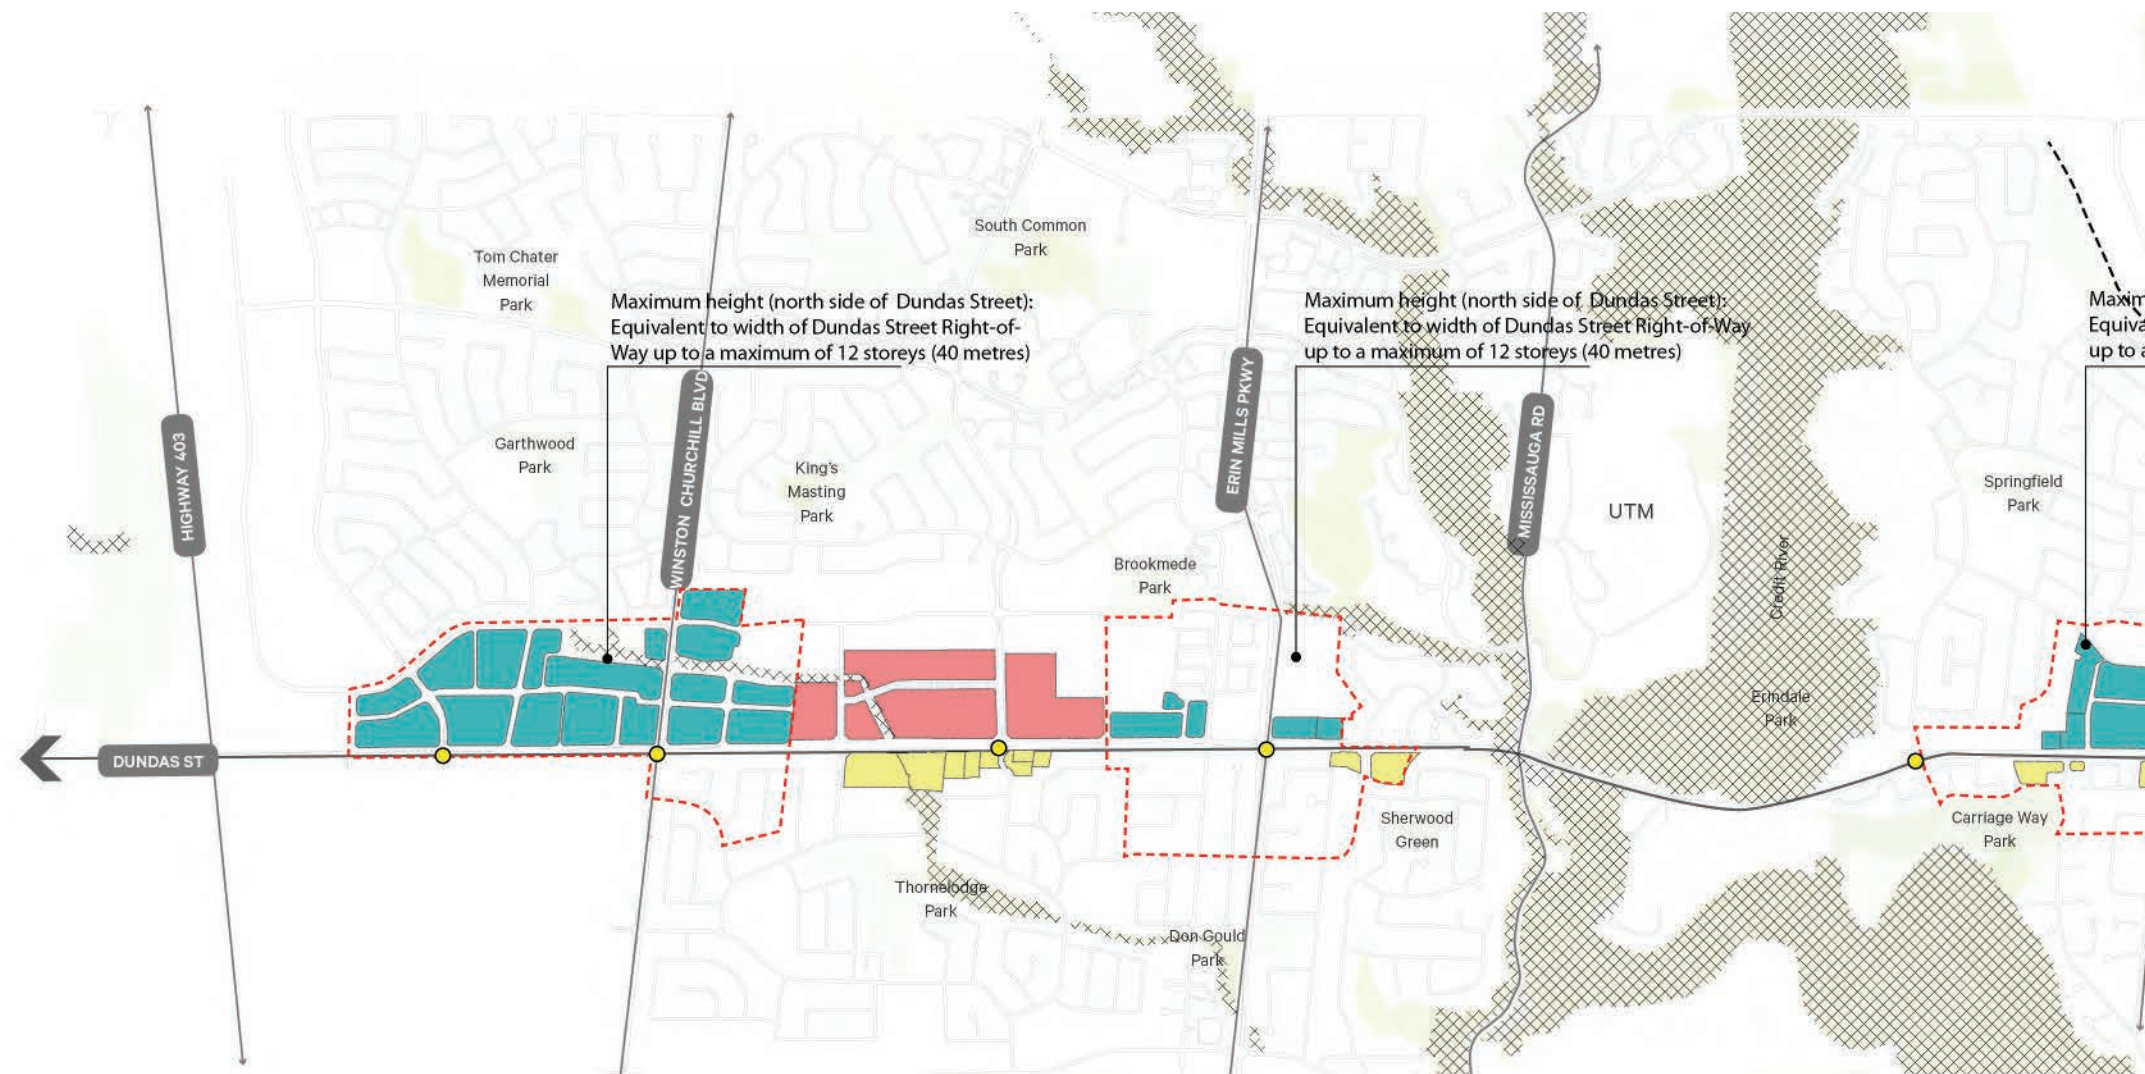 South Common
Park
Tom Chater
Memorial
Park
Maximum height (north side of Dundas Street):
Equivalent to width of Dundas Street Right-of-
Way up to a maximum of 12 storeys (40 metres)
Maximum height (north side of Dundas Street):
Equivalent to width of Dundas Street Right-of-Way
up to a maximum of 12 storeys (40 metres)
Maxim
Equiva
up to a
HIGHWAY 403
WINSTON CHURCHILL BLVD
ERIN MILLS PKWY
MISSISSAUGA RD
Garthwood
Park
King's
Masting
Park
UTM
Springfield
Park
Brookmede
Park
Credit River
Erindale
Park
DUNDAS ST
Sherwood
Green
Carriage Way
Park
Thornelodge
Park
Don Gould
Park